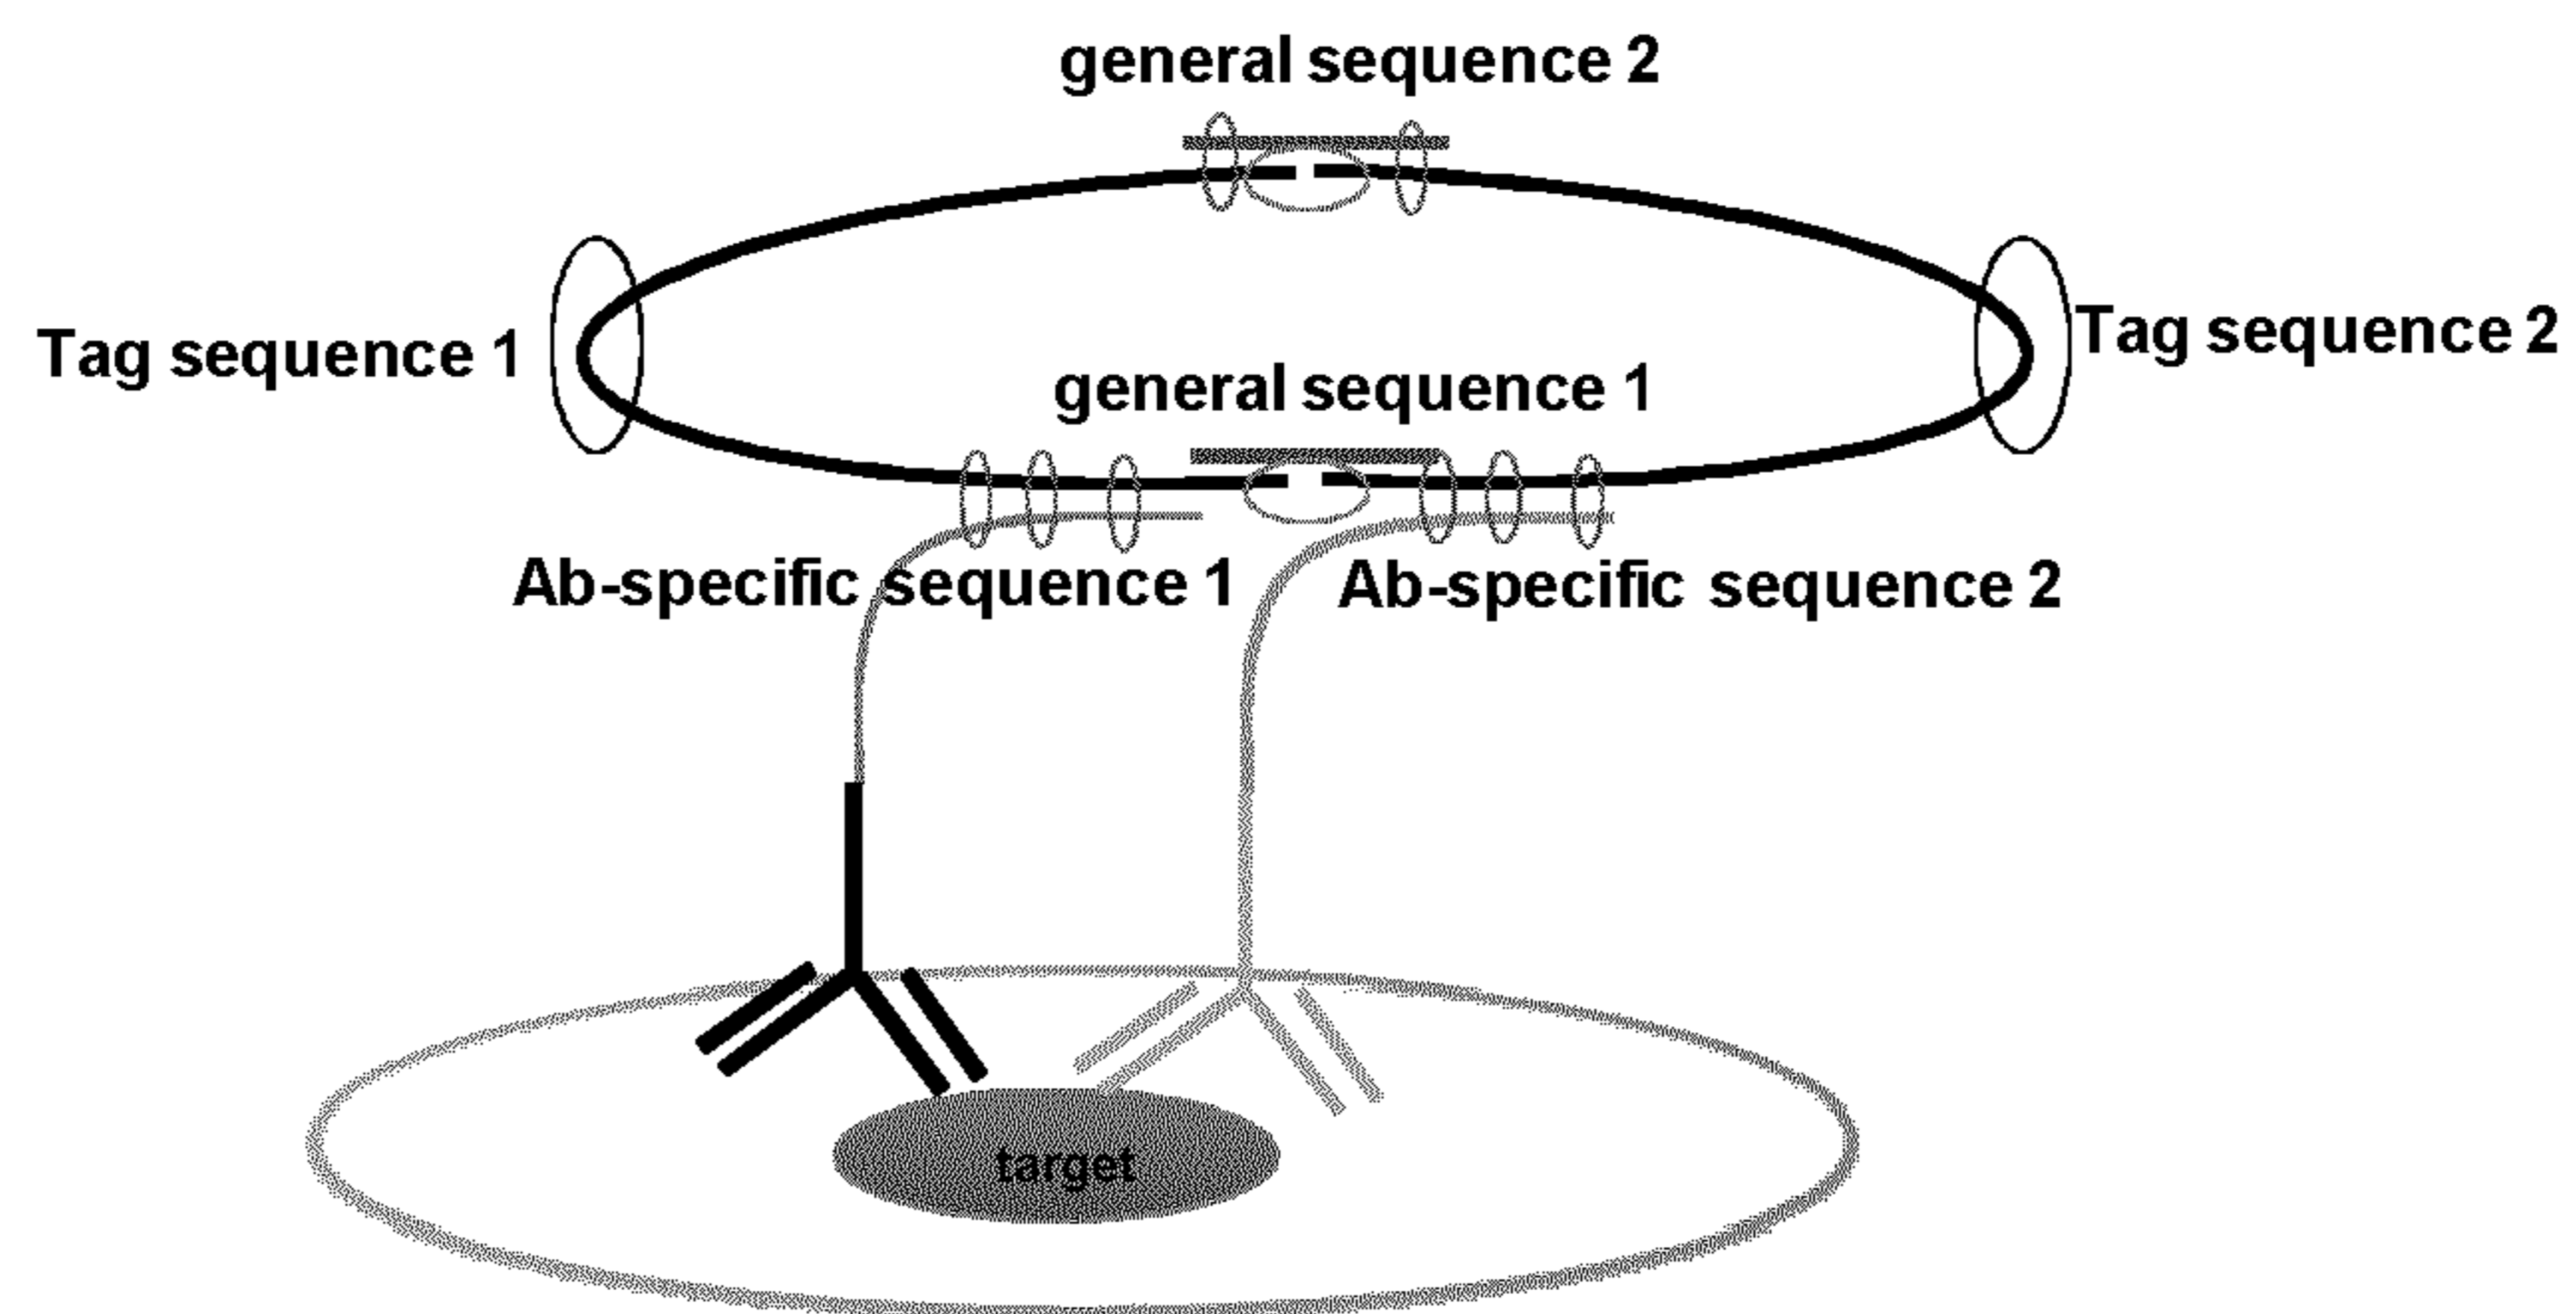 general sequence 2
Tag sequence 1
Tag sequence 2
general sequence 1
Ab-specific sequence 1
Ab-specific sequence 2
target